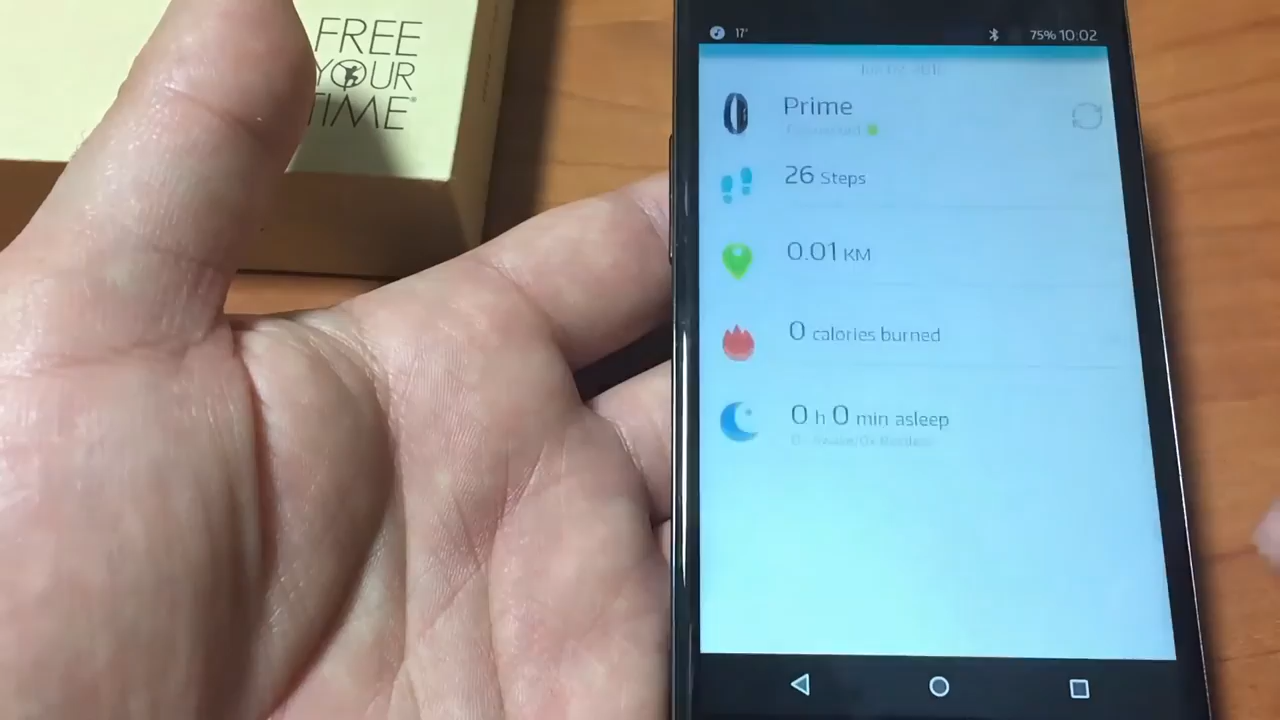 FREE
YOUR
TIME
17°
75% 10:02
Prime
26 Steps
0.01 KM
0 calories burned
0 h 0 min asleep